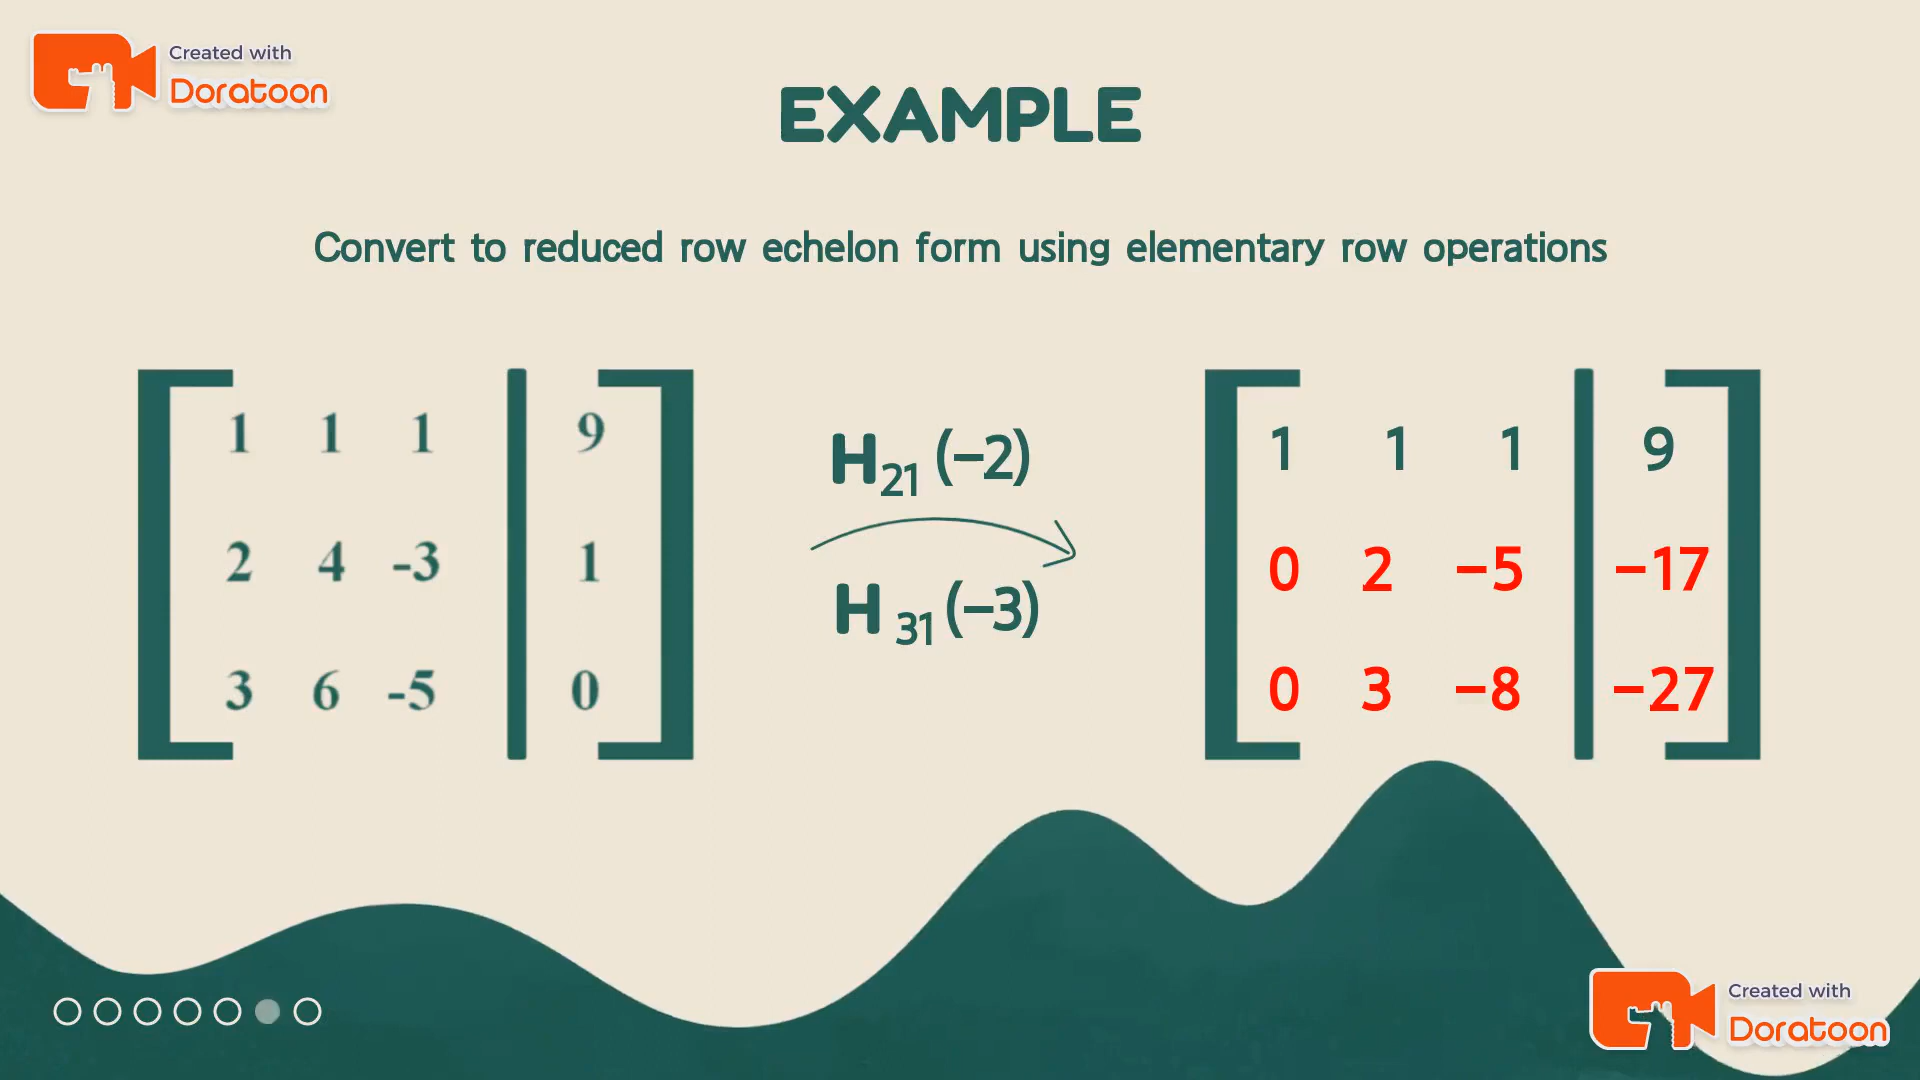 Created with
Doratoon
EXAMPLE
Convert to reduced row echelon form using elementary row operations
1 1 1 9
2 4 -3 1
3 6 -5 0
H21 (−2)
H 31 (−3)
1 1 1 9
0 2 −5 −17
0 3 −8 −27
Created with
Doratoon